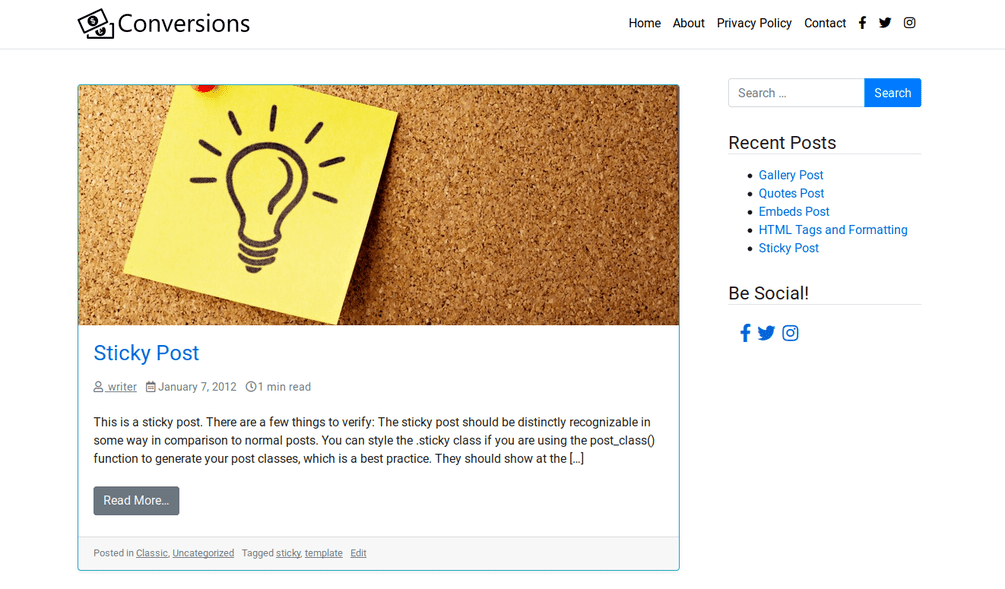 Conversions
Home About Privacy Policy Contact
Search …
Search
Sticky Post
writer January 7, 2012 1 min read
This is a sticky post. There are a few things to verify: The sticky post should be distinctly recognizable in
some way in comparison to normal posts. You can style the .sticky class if you are using the post_class()
function to generate your post classes, which is a best practice. They should show at the […]
Read More...
Posted in Classic, Uncategorized Tagged sticky, template Edit
Recent Posts
Gallery Post
Quotes Post
Embeds Post
HTML Tags and Formatting
Sticky Post
Be Social!